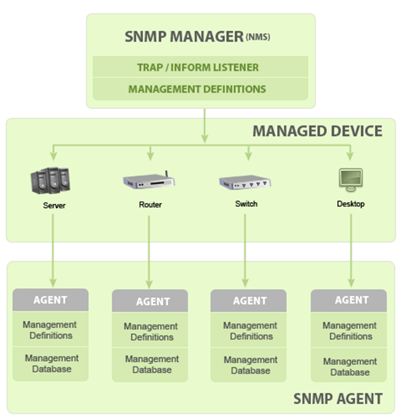 SNMP MANAGER (NMS)
TRAP / INFORM LISTENER
MANAGEMENT DEFINITIONS
MANAGED DEVICE
Server
Router
Switch
Desktop
AGENT
Management
Definitions
Management
Database
AGENT
Management
Definitions
Management
Database
AGENT
Management
Definitions
Management
Database
AGENT
Management
Definitions
Management
Database
SNMP AGENT